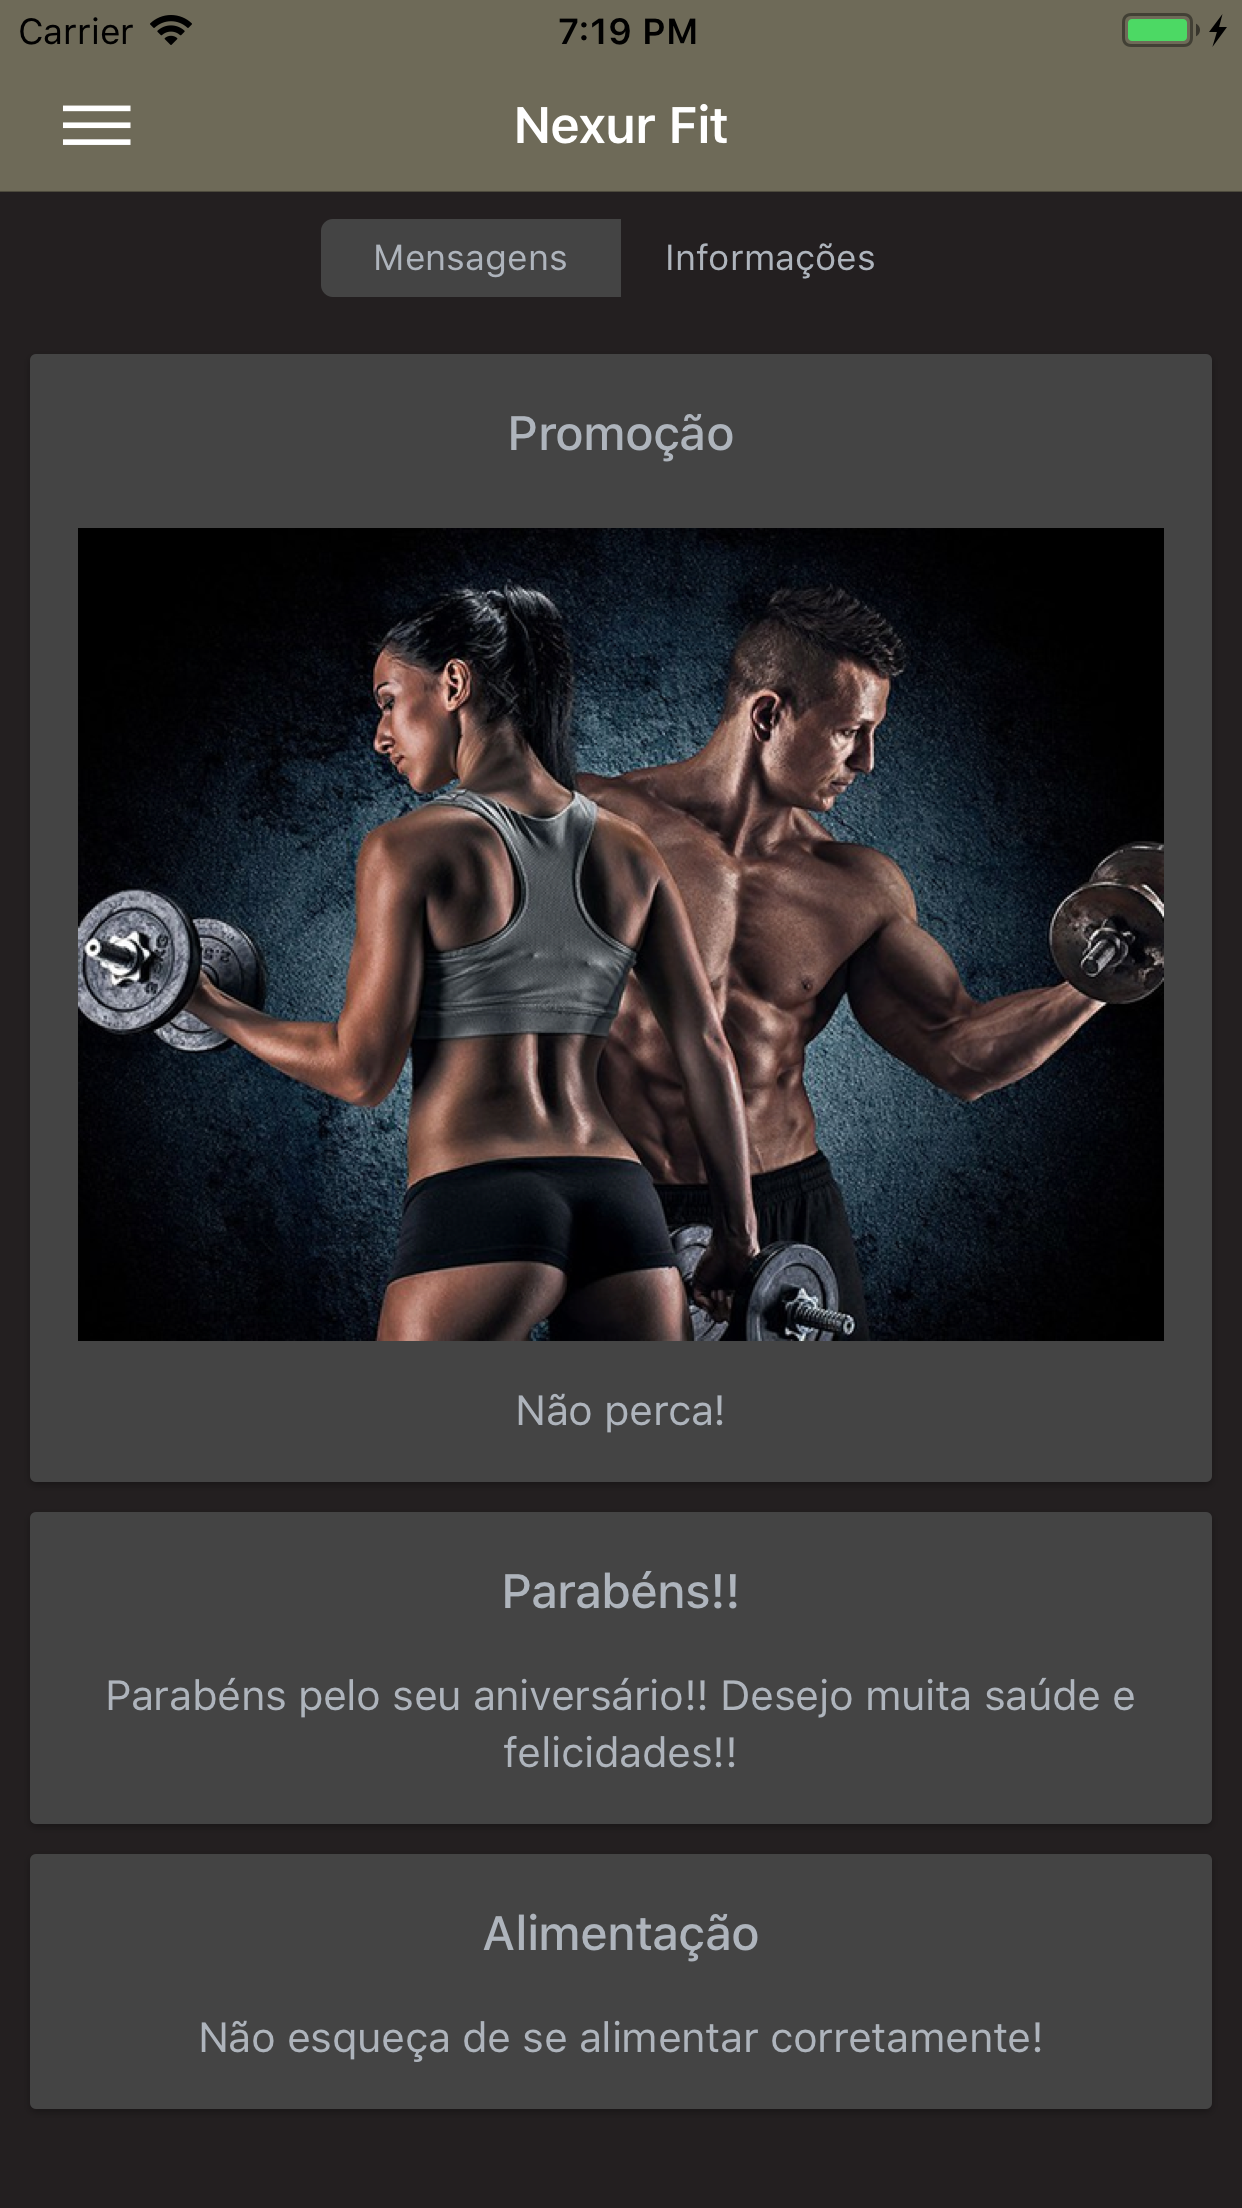 Carrier 7:19 PM
Nexur Fit
Mensagens Informações
Promoção
Não perca!
Parabéns!!
Parabéns pelo seu aniversário!! Desejo muita saúde e
felicidades!!
Alimentação
Não esqueça de se alimentar corretamente!